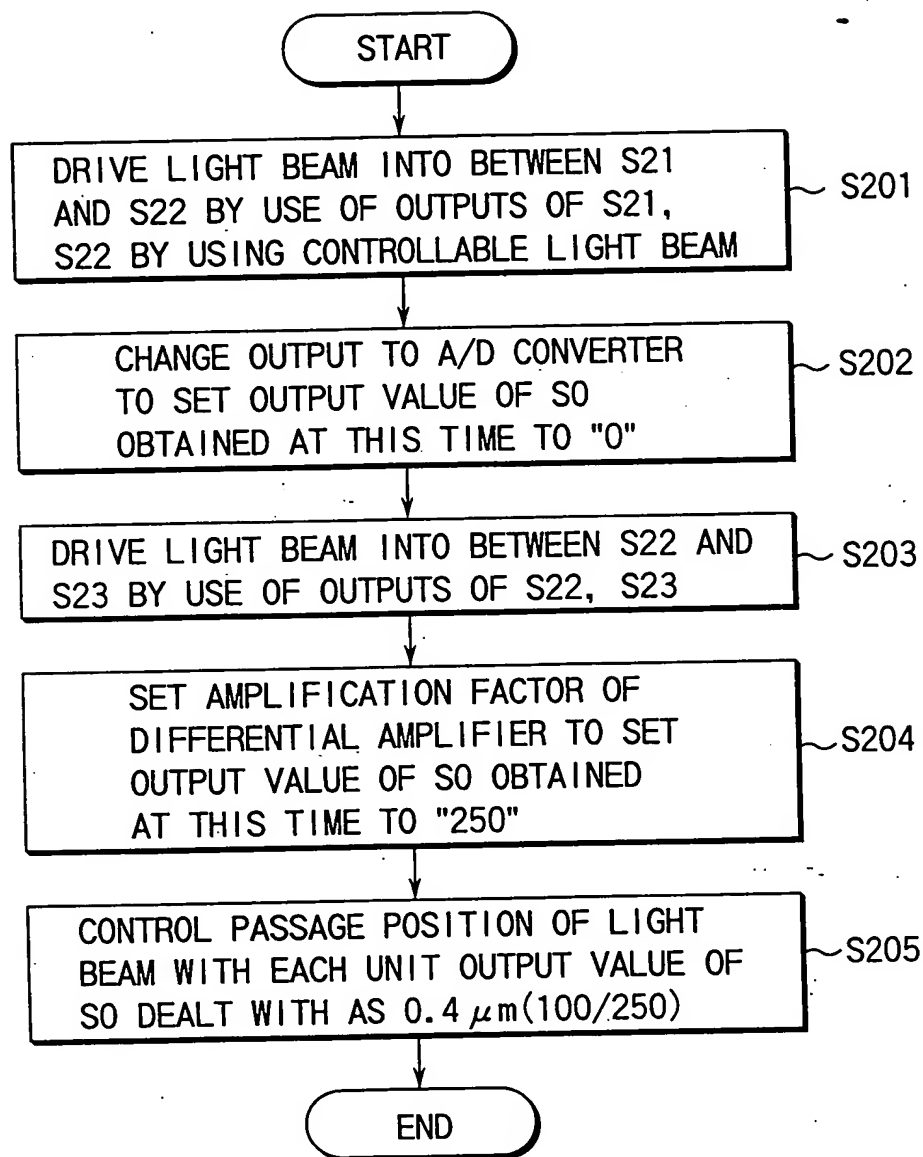 START
DRIVE LIGHT BEAM INTO BETWEEN S21
AND S22 BY USE OF OUTPUTS OF S21,
S22 BY USING CONTROLLABLE LIGHT BEAM
S201
CHANGE OUTPUT TO A/D CONVERTER
TO SET OUTPUT VALUE OF SO
OBTAINED AT THIS TIME TO "0"
S202
DRIVE LIGHT BEAM INTO BETWEEN S22 AND
S23 BY USE OF OUTPUTS OF S22, S23
S203
SET AMPLIFICATION FACTOR OF
DIFFERENTIAL AMPLIFIER TO SET
OUTPUT VALUE OF SO OBTAINED
AT THIS TIME TO "250"
S204
CONTROL PASSAGE POSITION OF LIGHT
BEAM WITH EACH UNIT OUTPUT VALUE OF
SO DEALT WITH AS 0.4 μm(100/250)
S205
END